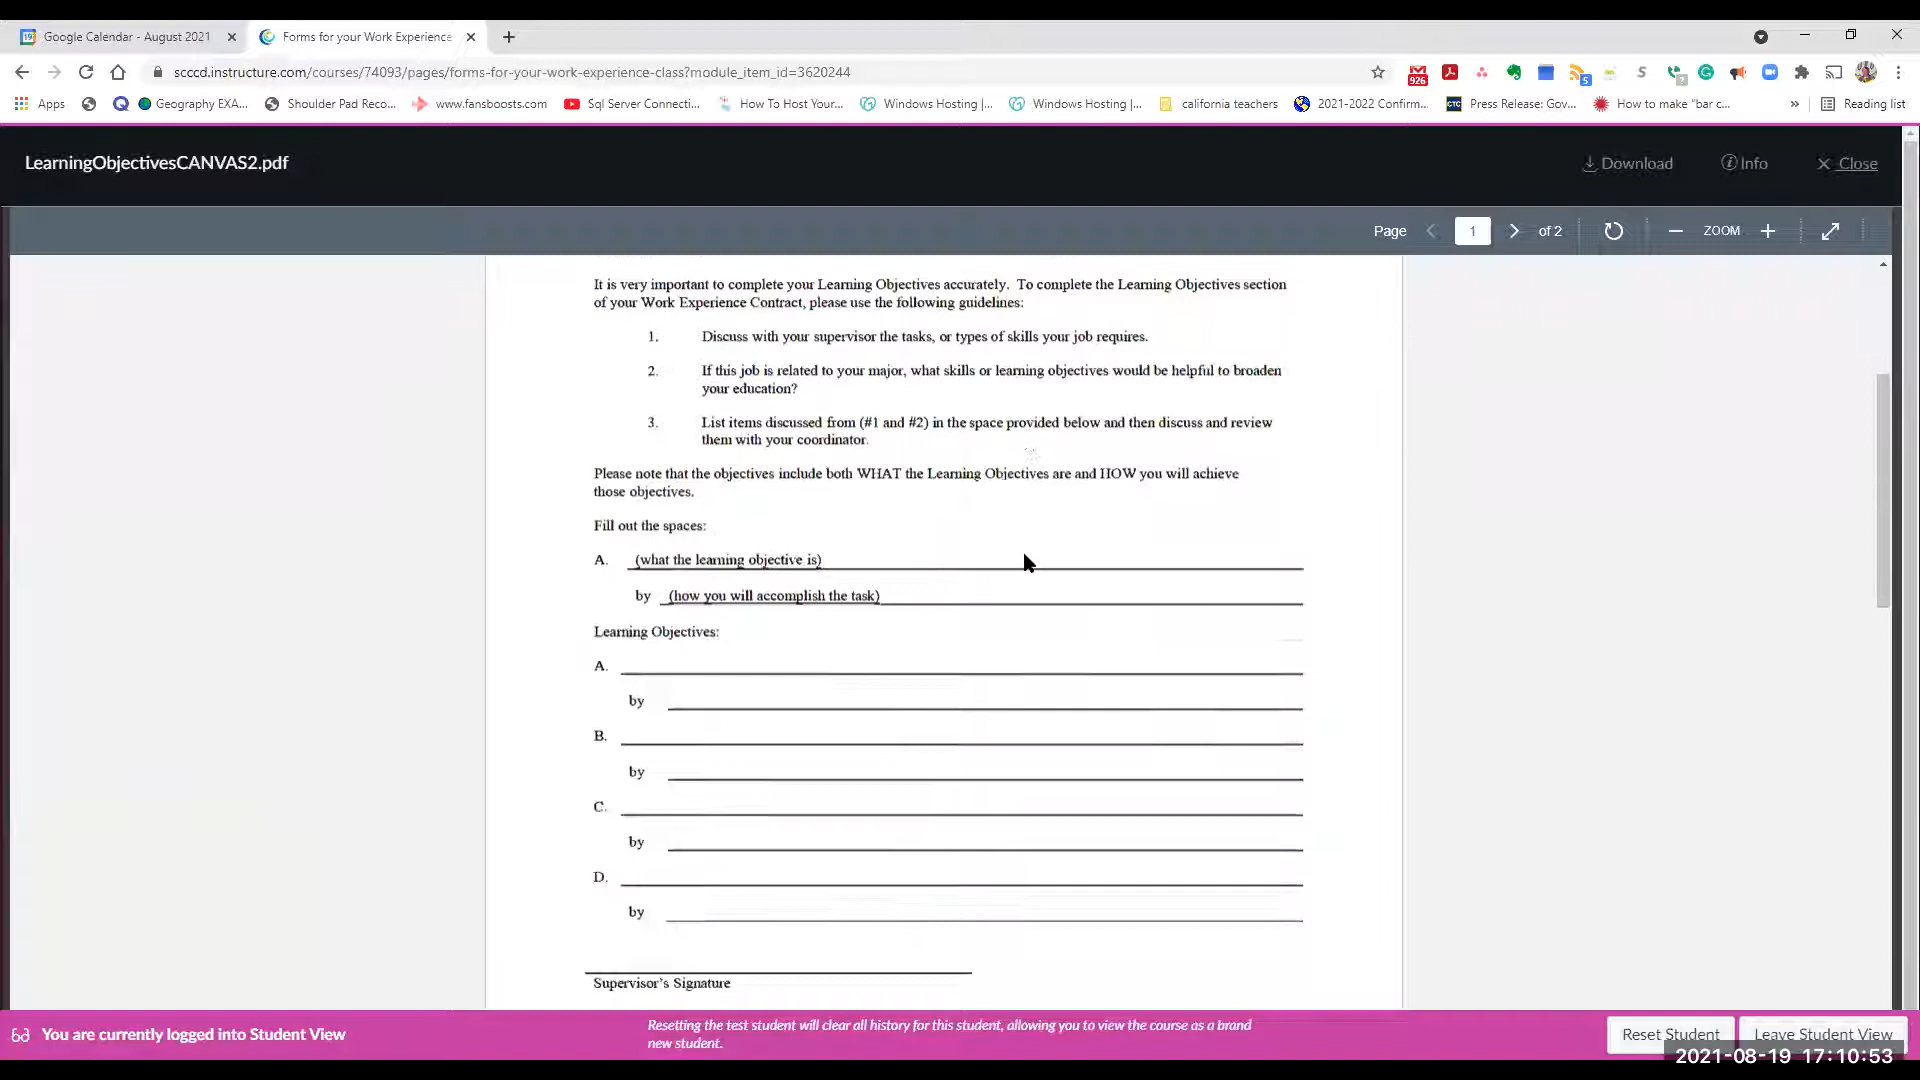 Google Calendar - August 2021
Forms for your Work Experience
scccd.instructure.com/courses/74093/pages/forms-for-your-work-experience-class?module_item_id=3620244
926
5
?
Apps
Geography EXA...
Shoulder Pad Reco...
www.fansboosts.com
Sql Server Connecti...
How To Host Your...
Windows Hosting |...
Windows Hosting |...
california teachers
2021-2022 Confirm...
CTC
Press Release: Gov...
How to make "bar c...
»
Reading list
LearningObjectivesCANVAS2.pdf
Download
Info
Close
Page
1
of 2
ZOOM
It is very important to complete your Learning Objectives accurately. To complete the Learning Objectives section
of your Work Experience Contract, please use the following guidelines:
1. Discuss with your supervisor the tasks, or types of skills your job requires.
2. If this job is related to your major, what skills or learning objectives would be helpful to broaden
your education?
3. List items discussed from (#1 and #2) in the space provided below and then discuss and review
them with your coordinator.
Please note that the objectives include both WHAT the Learning Objectives are and HOW you will achieve
those objectives.
Fill out the spaces:
A. (what the learning objective is)
by (how you will accomplish the task)
Learning Objectives:
A.
by
B.
by
C.
by
D.
by
Supervisor's Signature
You are currently logged into Student View
Resetting the test student will clear all history for this student, allowing you to view the course as a brand
new student.
Reset Student
Leave Student View
2021-08-19 17:10:53